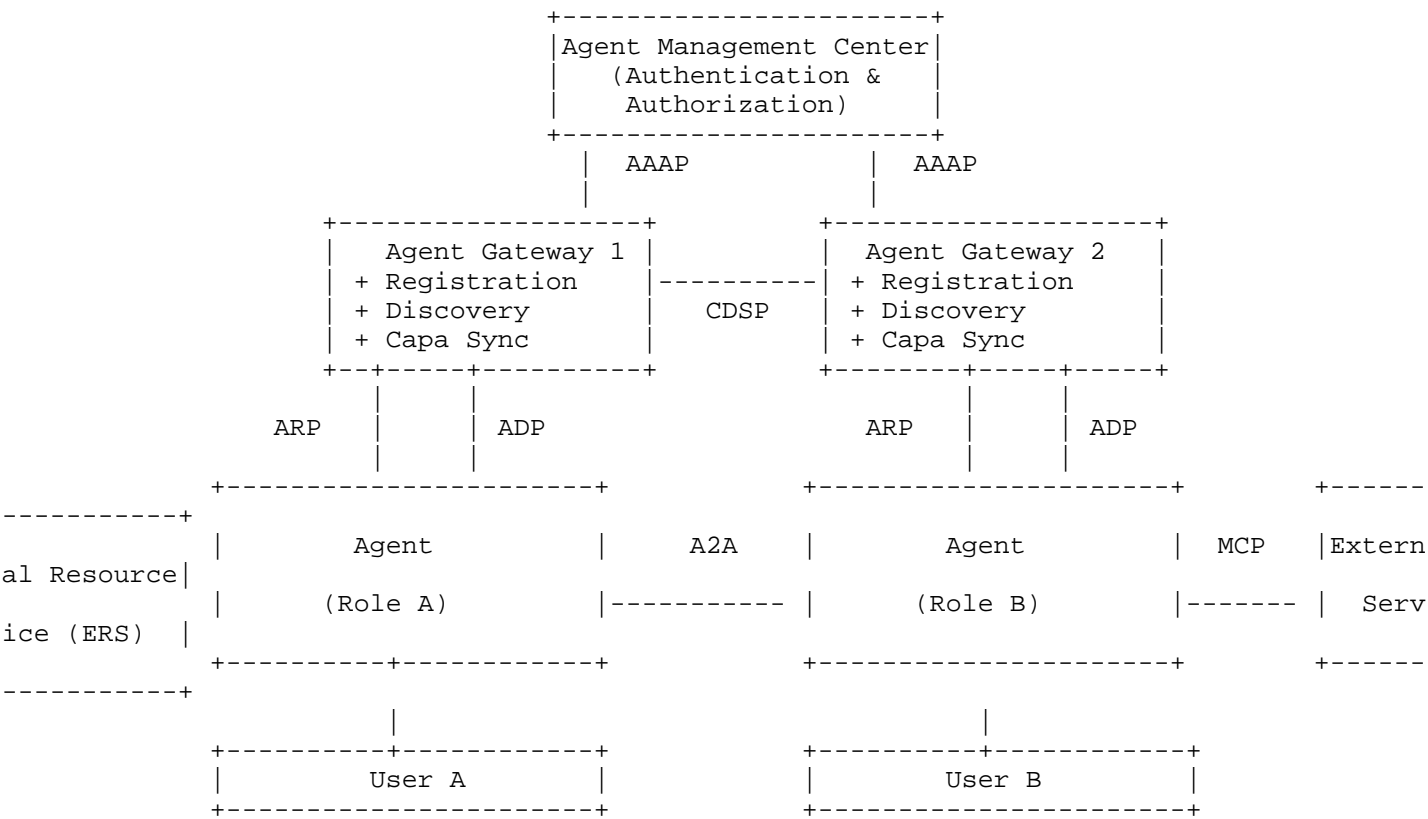 +-----------------------+
|Agent Management Center|
|   (Authentication &   |
|    Authorization)     |
+-----------------------+
|  AAAP           |  AAAP
|                 |
+-------------------+          +--------------------+
|   Agent Gateway 1 |          |  Agent Gateway 2   |
| + Registration    |----------| + Registration     |
| + Discovery       |   CDSP   | + Discovery        |
| + Capa Sync       |          | + Capa Sync        |
+--+-----+----------+          +--------+-----+-----+
|     |                              |     |
ARP   |     | ADP                   ARP  |     | ADP
|     |                              |     |
+-----------------------+            +----------------------+        +------
-----------+
|        Agent          |     A2A    |        Agent         |  MCP   |Extern
al Resource|
|      (Role A)         |----------- |      (Role B)        |------- |  Serv
ice (ERS)  |
+----------+------------+            +----------------------+        +------
-----------+
|                                    |
+----------+------------+            +----------+------------+
|         User A        |            |        User B         |
+-----------------------+            +-----------------------+